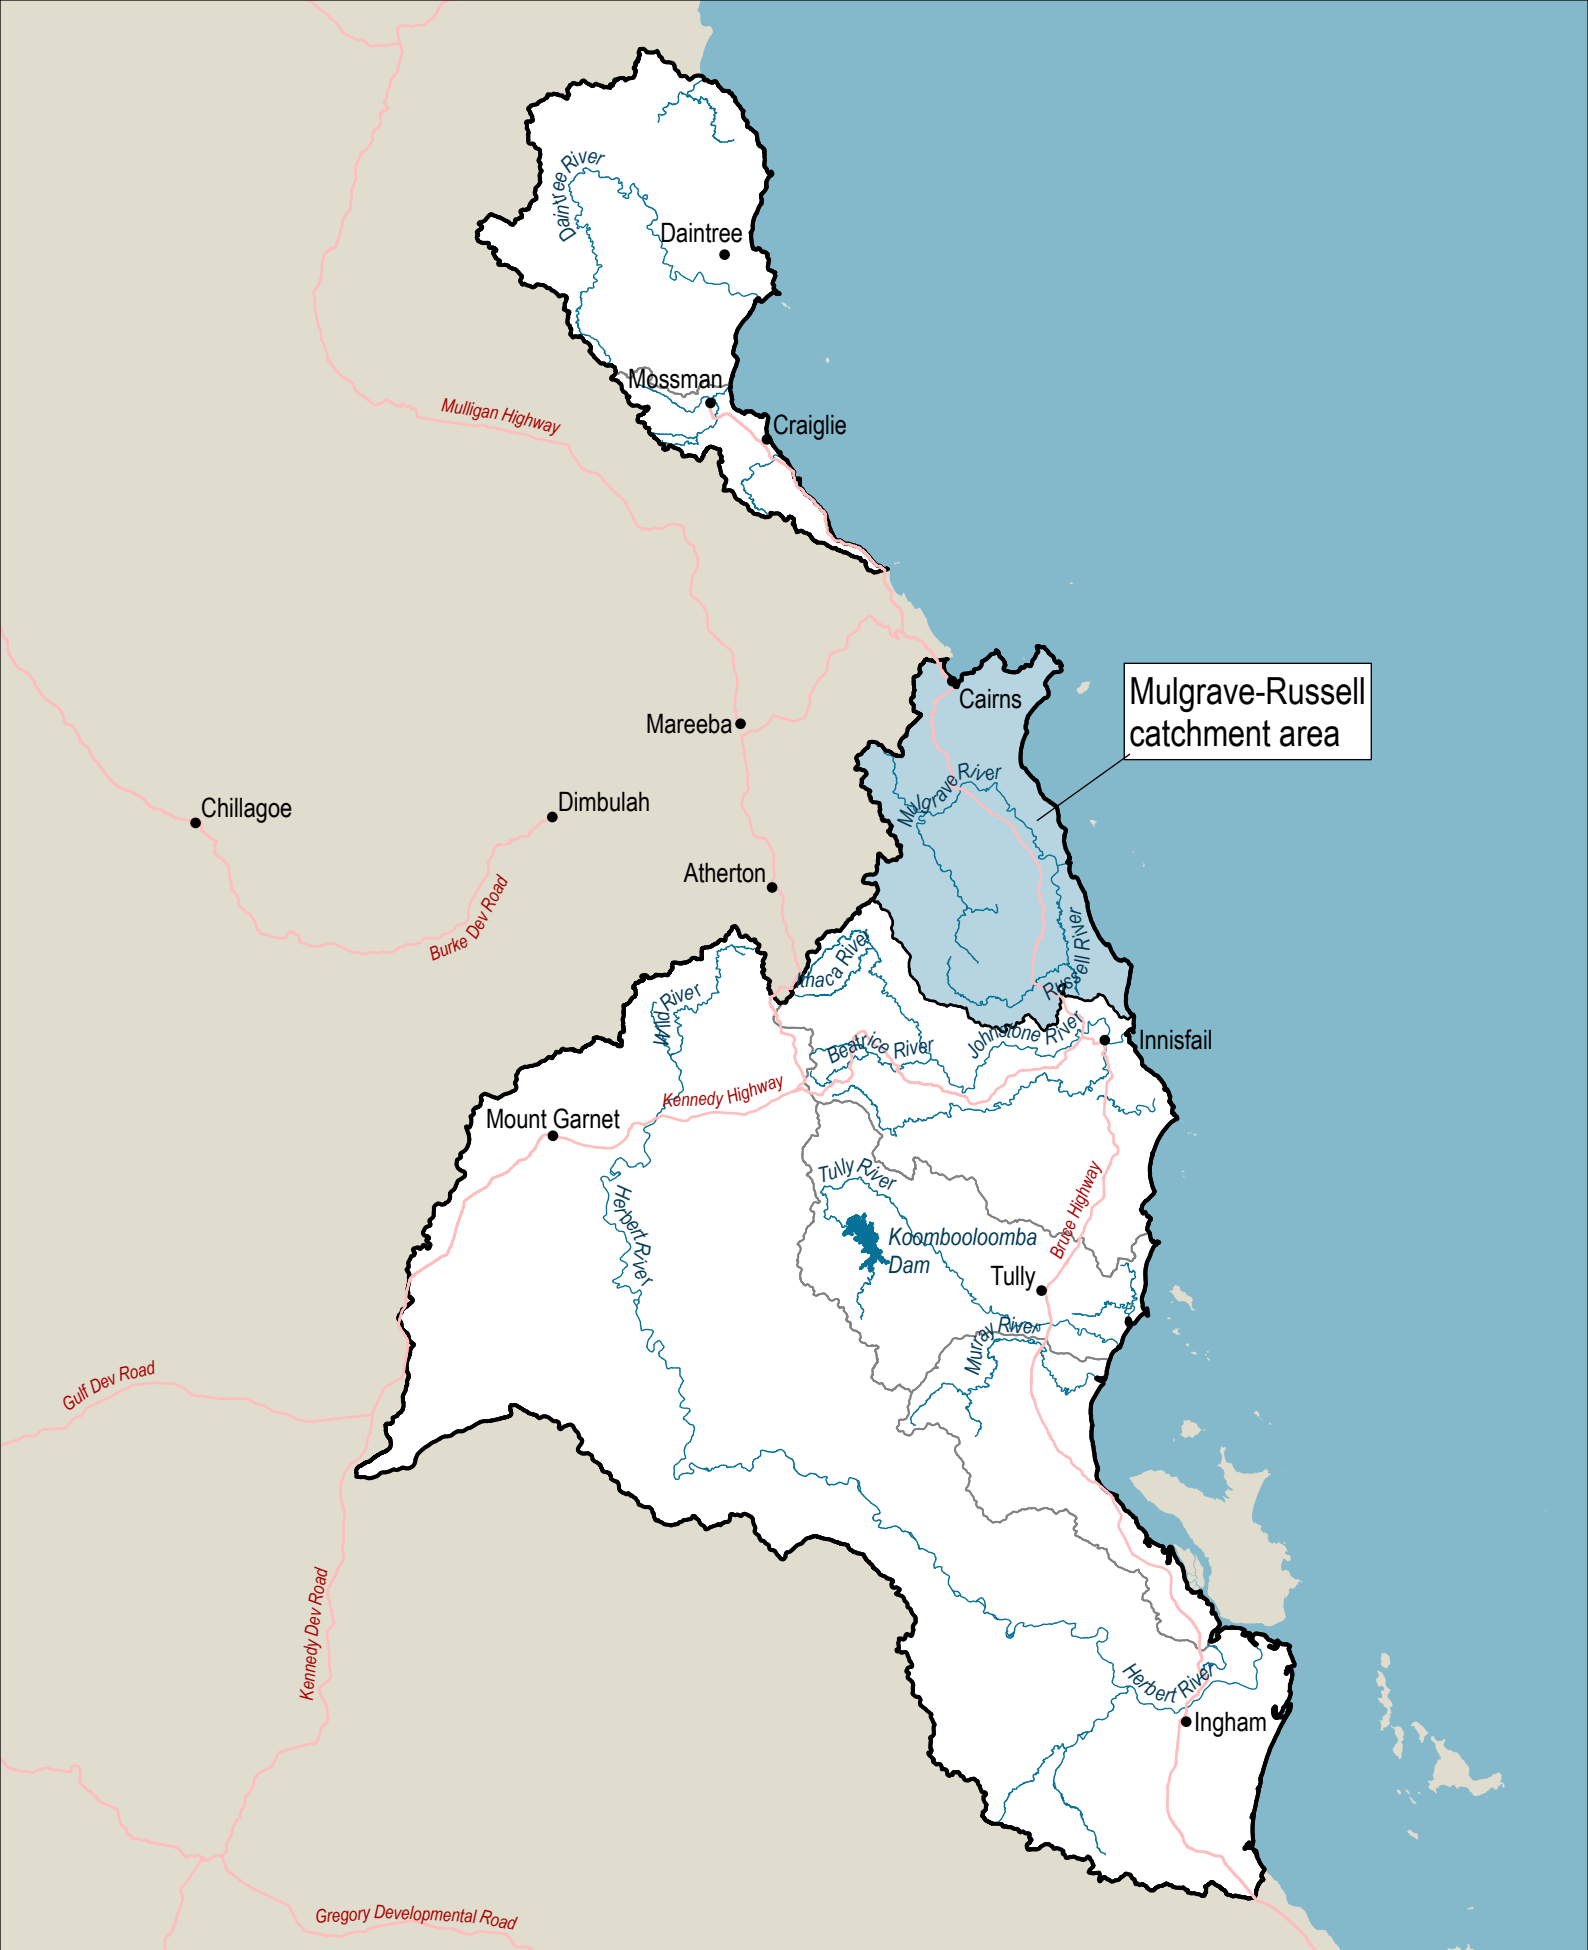 Daintree River
Daintree
Mossman
Craiglie
Mulligan Highway
Mulgrave-Russell
catchment area
Cairns
Mareeba
Mulgrave River
Chillagoe
Dimbulah
Atherton
Burke Dev Road
Russell River
Ithaca River
Wild River
Johnstone River
Innisfail
Beatrice River
Kennedy Highway
Mount Garnet
Tully River
Herbert River
Bruce Highway
Koombooloomba
Dam
Tully
Murray River
Gulf Dev Road
Kennedy Dev Road
Herbert River
Ingham
Gregory Developmental Road